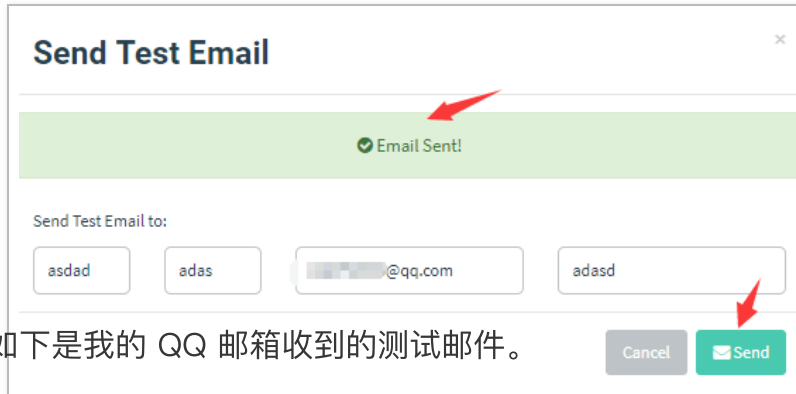 Send Test Email
×
Email Sent!
Send Test Email to:
asdad adas @qq.com adasd
如下是我的 QQ 邮箱收到的测试邮件。
Cancel Send